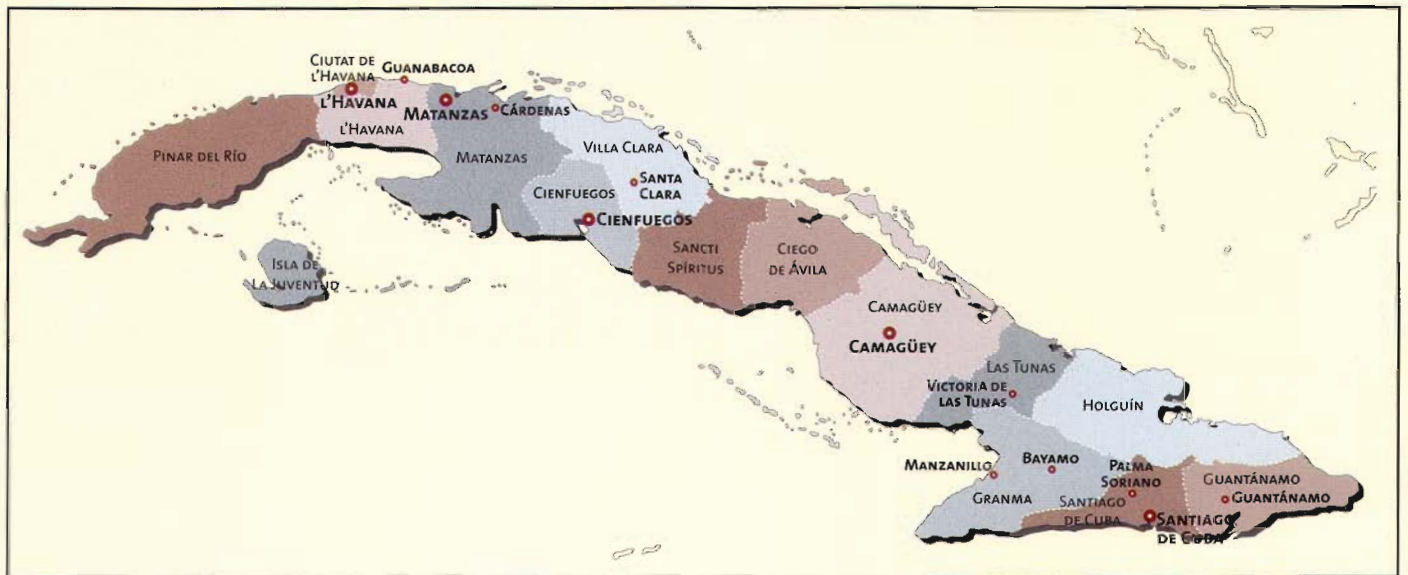 CIUTAT DE
L'HAVANA
GUANABACOA
L'HAVANA
L'HAVANA
MATANZAS
CÁRDENAS
MATANZAS
PINAR DEL RÍO
VILLA CLARA
CIENFUEGOS
SANTA
CLARA
CIENFUEGOS
ISLA DE
LA JUVENTUD
SANCTI
SPÍRITUS
CIEGO
DE ÁVILA
CAMAGÜEY
CAMAGÜEY
LAS TUNAS
VICTORIA DE
LAS TUNAS
HOLGUÍN
MANZANILLO
BAYAMO
GRANMA
PALMA
SORIANO
SANTIAGO
DE CUBA
SANTIAGO
DE CUBA
GUANTÁNAMO
GUANTÁNAMO